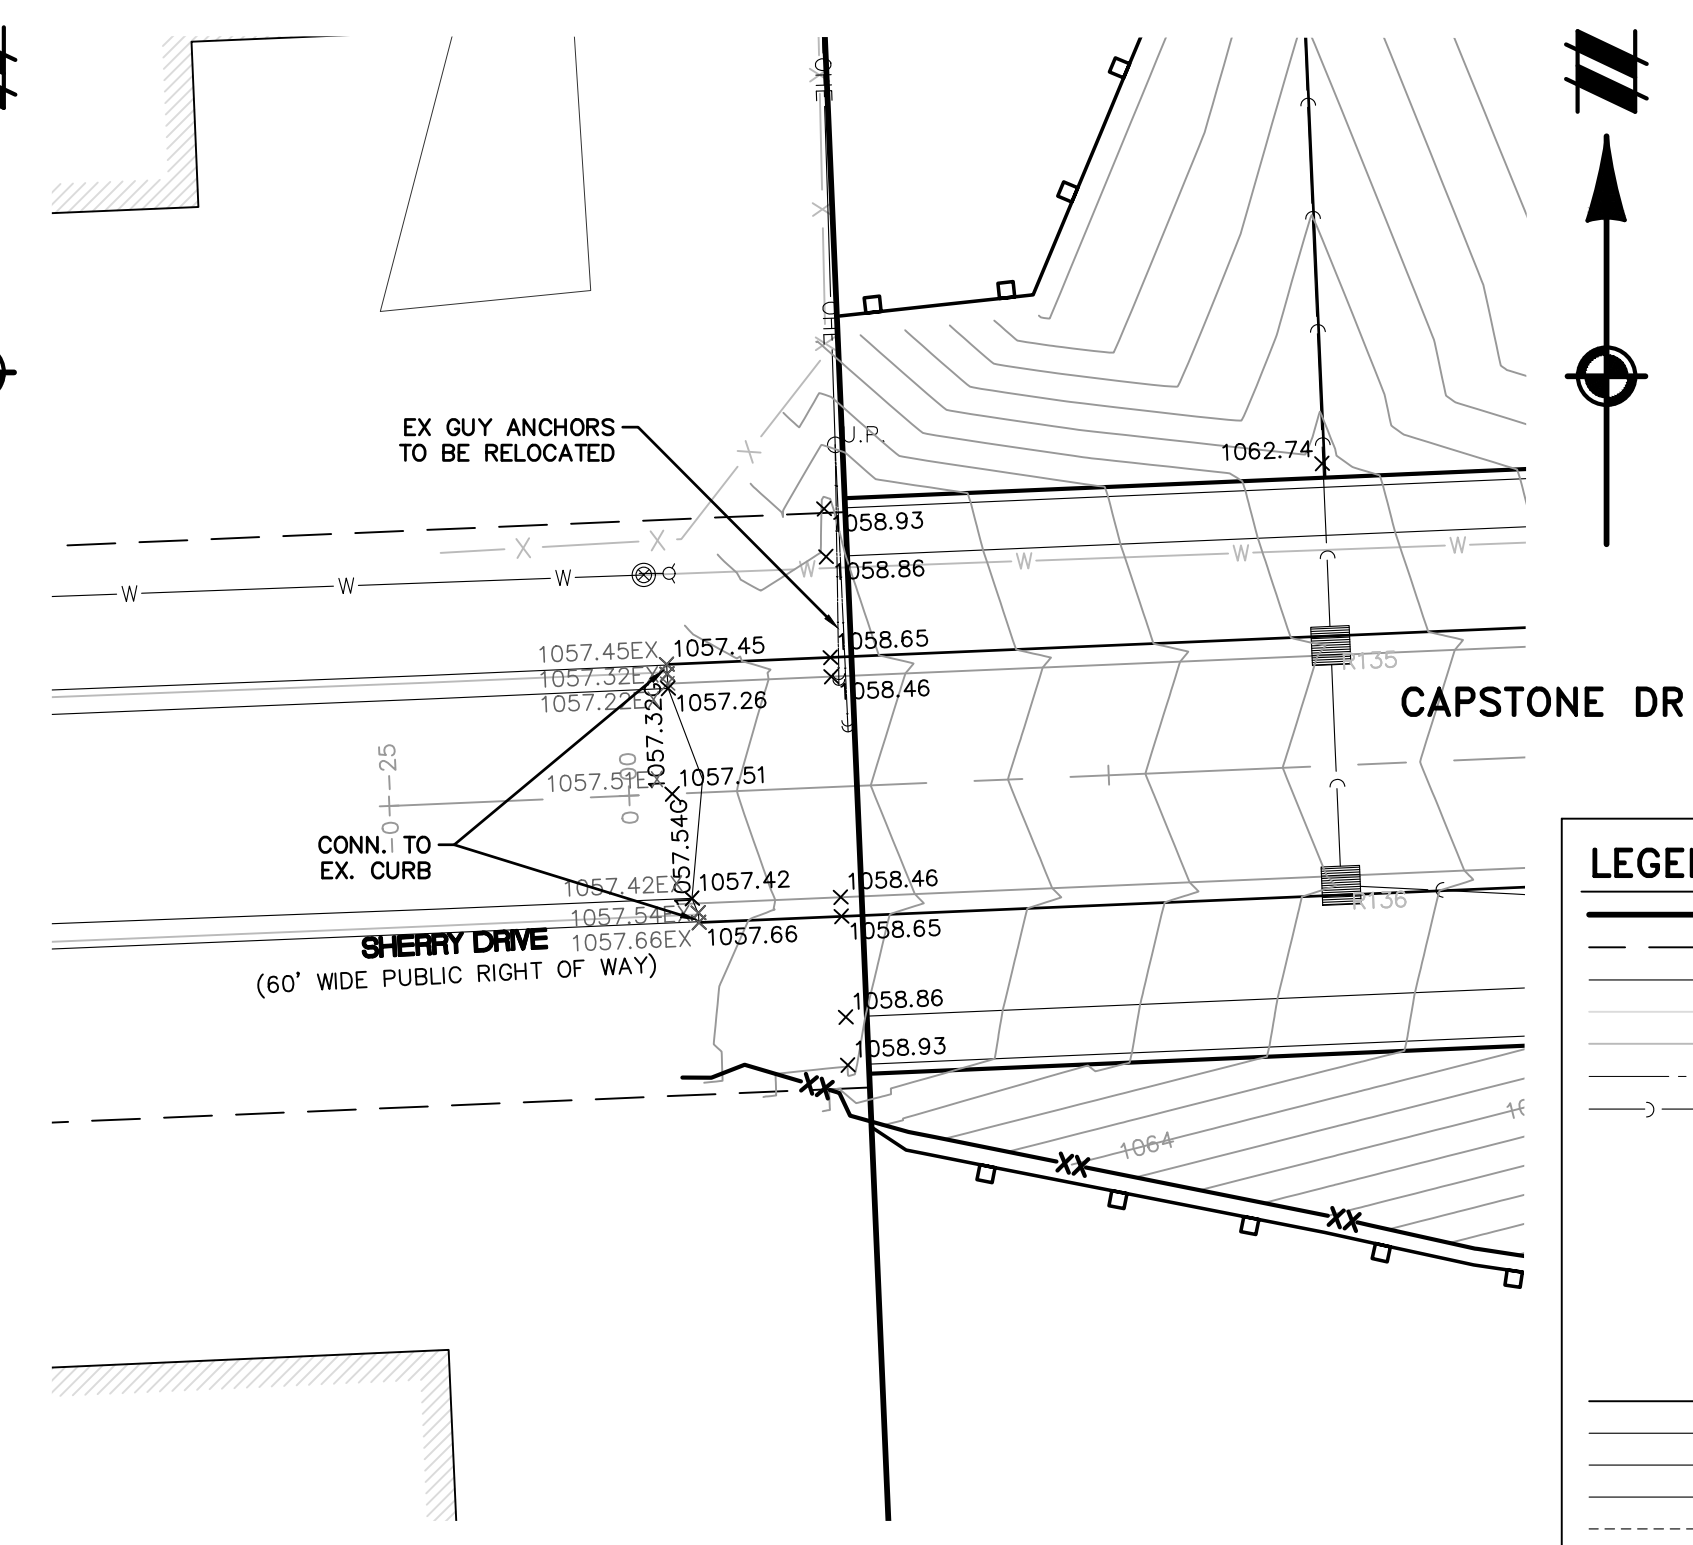 OHE
OHE
EX GUY ANCHORS
TO BE RELOCATED
U.P.
1062.74
1058.93
1058.86
W W W W W W W
1057.45EX
1057.45
1058.65
1057.32EX
1057.32G
1057.22EX
1057.26
1058.46
R135
CAPSTONE DR
-0-25
0+00
1057.51EX
1057.51
1057.54G
CONN. TO
EX. CURB
1057.42EX
1057.42
1058.46
R136
1057.54EX
1057.66EX
1057.66
1058.65
SHERRY DRIVE
(60' WIDE PUBLIC RIGHT OF WAY)
1058.86
1058.93
1064